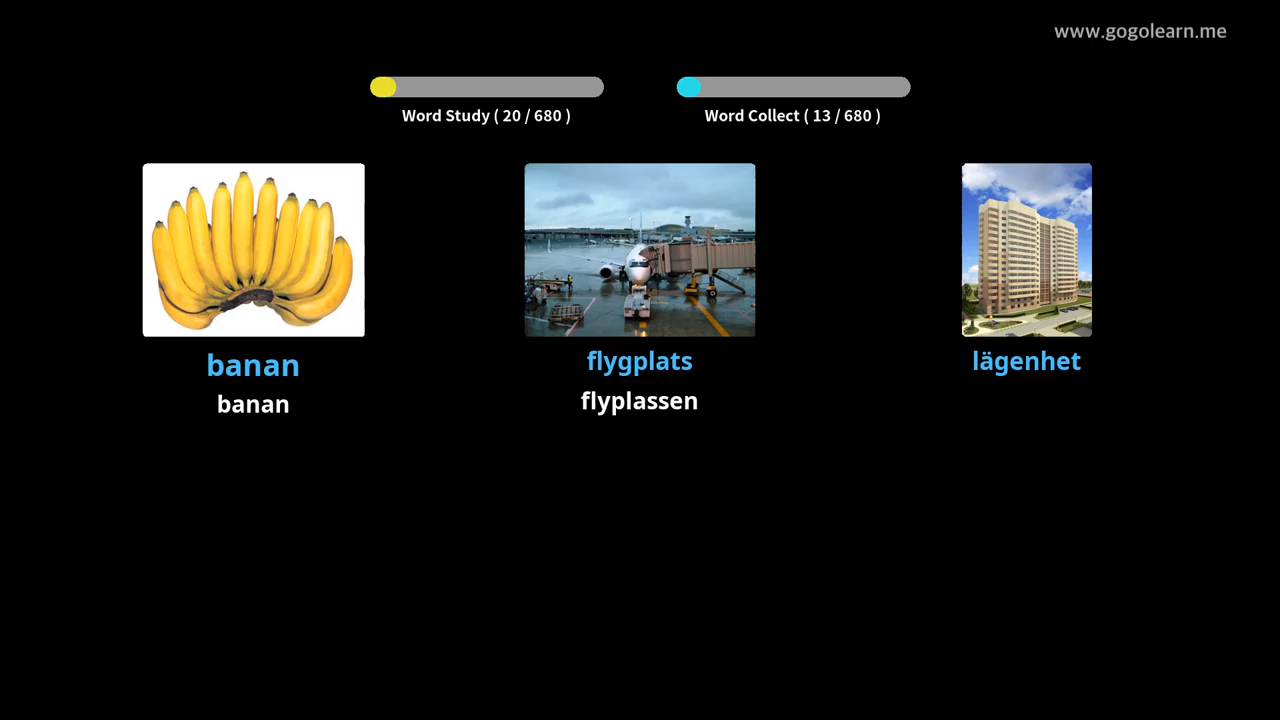 www.gogolearn.me
Word Study ( 20 / 680 )
Word Collect ( 13 / 680 )
banan
flygplats
lägenhet
banan
flyplassen